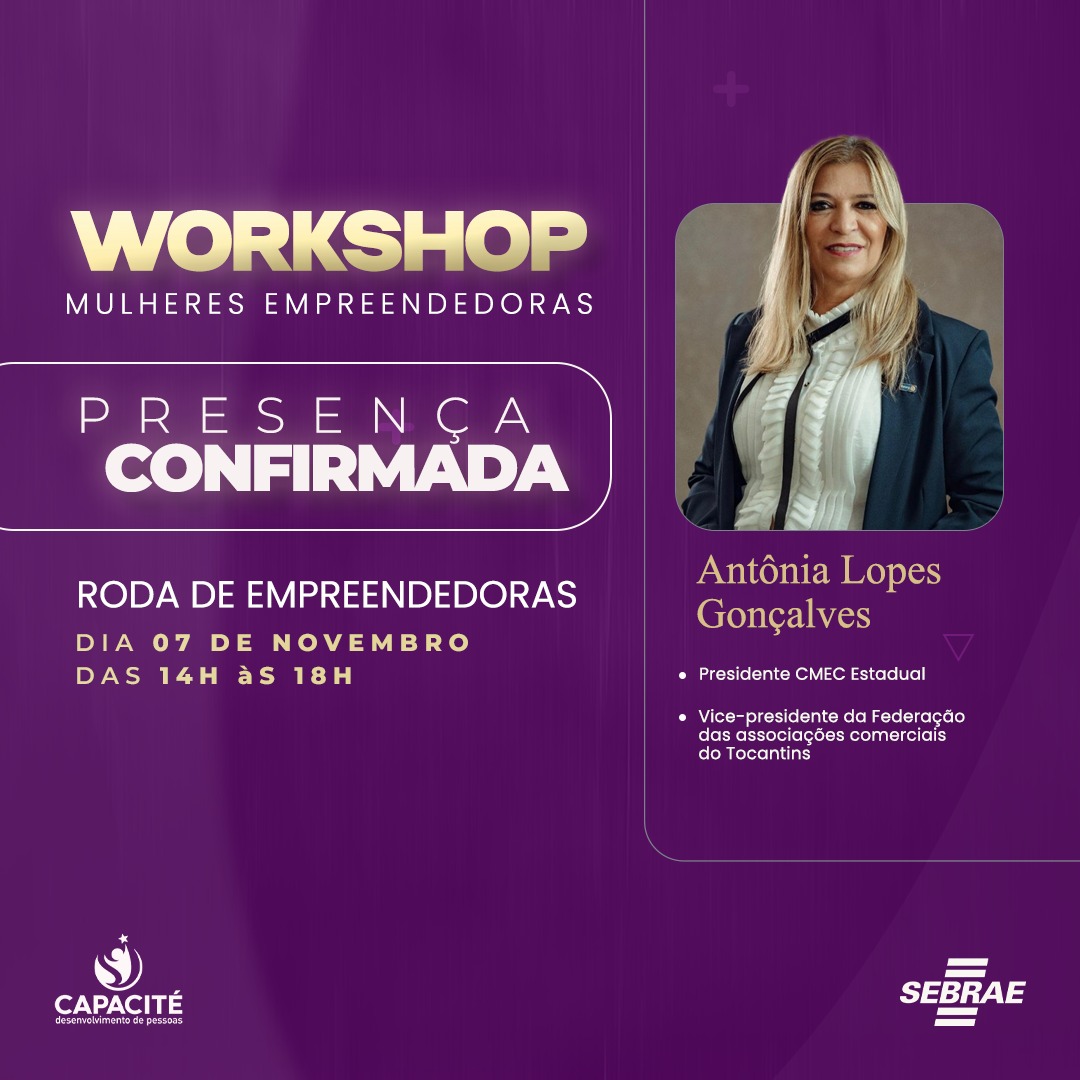 WORKSHOP
MULHERES EMPREENDEDORAS
PRESENÇA
CONFIRMADA
RODA DE EMPREENDEDORAS
DIA 07 DE NOVEMBRO
DAS 14H àS 18H
Antônia Lopes
Gonçalves
• Presidente CMEC Estadual
• Vice-presidente da Federação
das associações comerciais
do Tocantins
CAPACITÉ
desenvolvimento de pessoas
SEBRAE